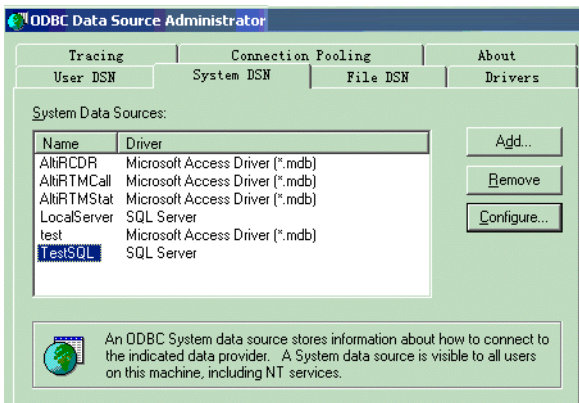 ODBC Data Source Administrator
Tracing Connection Pooling About
User DSN System DSN File DSN Drivers
System Data Sources:
Name Driver
AltiRCDR Microsoft Access Driver (*.mdb)
AltiRTMCall Microsoft Access Driver (*.mdb)
AltiRTMStat Microsoft Access Driver (*.mdb)
LocalServer SQL Server
test Microsoft Access Driver (*.mdb)
TestSQL SQL Server
Add...
Remove
Configure...
An ODBC System data source stores information about how to connect to
the indicated data provider. A System data source is visible to all users
on this machine, including NT services.